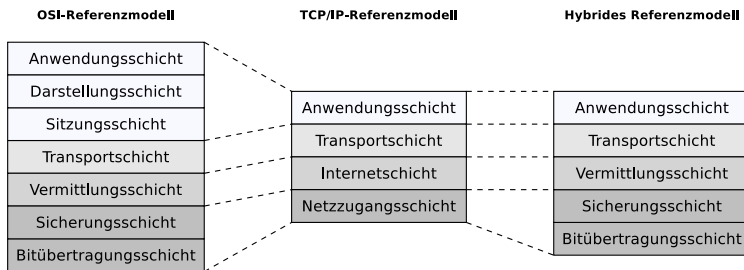 OSI-Referenzmodell
Anwendungsschicht
Darstellungsschicht
Sitzungsschicht
Transportschicht
Vermittlungsschicht
Sicherungsschicht
Bitübertragungsschicht
TCP/IP-Referenzmodell
Anwendungsschicht
Transportschicht
Internetschicht
Netzzugangsschicht
Hybrides Referenzmodell
Anwendungsschicht
Transportschicht
Vermittlungsschicht
Sicherungsschicht
Bitübertragungsschicht